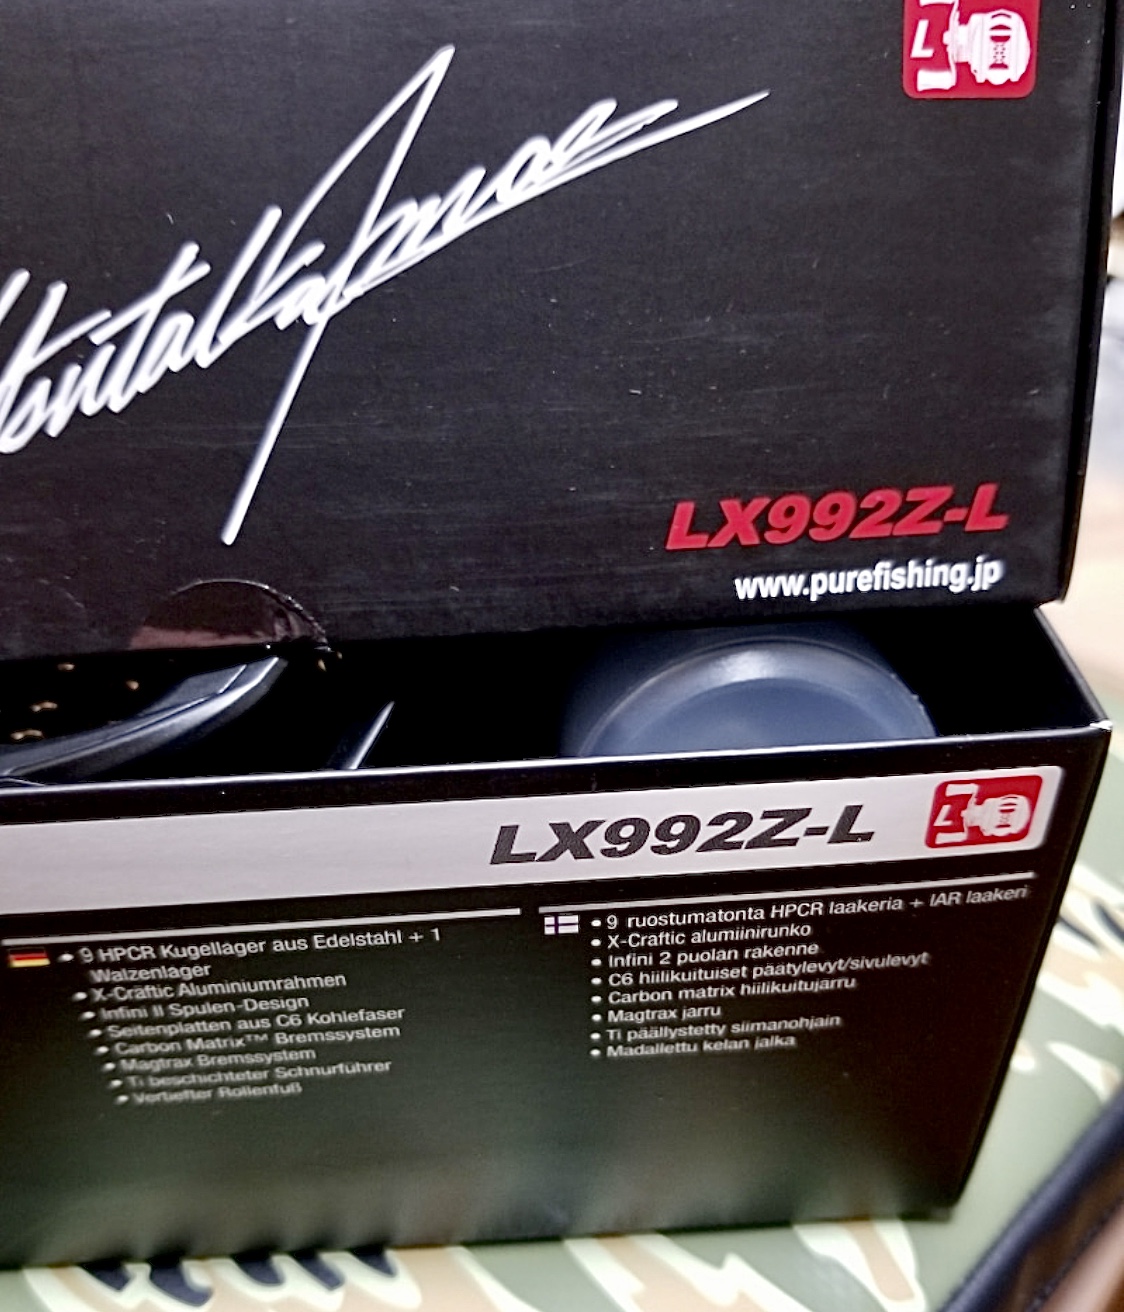 L
LX992Z-L
www.purefishing.jp
LX992Z-L
L
• 9 HPCR Kugellager aus Edelstahl + 1
Walzenlager
• X-Craftic Aluminiumrahmen
• Infini II Spulen-Design
• Seitenplatten aus C6 Kohlefaser
• Carbon Matrix™ Bremssystem
• Magtrax Bremssystem
• Ti beschichteter Schnurführer
• Vertiefter Rollenfuß
• 9 ruostumatonta HPCR laakeria + IAR laakeri
• X-Craftic alumiinirunko
• Infini 2 puolan rakenne
• C6 hiilikuituiset päätylevyt/sivulevyt
• Carbon matrix hiilikuitujarru
• Magtrax jarru
• Ti päällystetty siimanohjain
• Madallettu kelan jalka